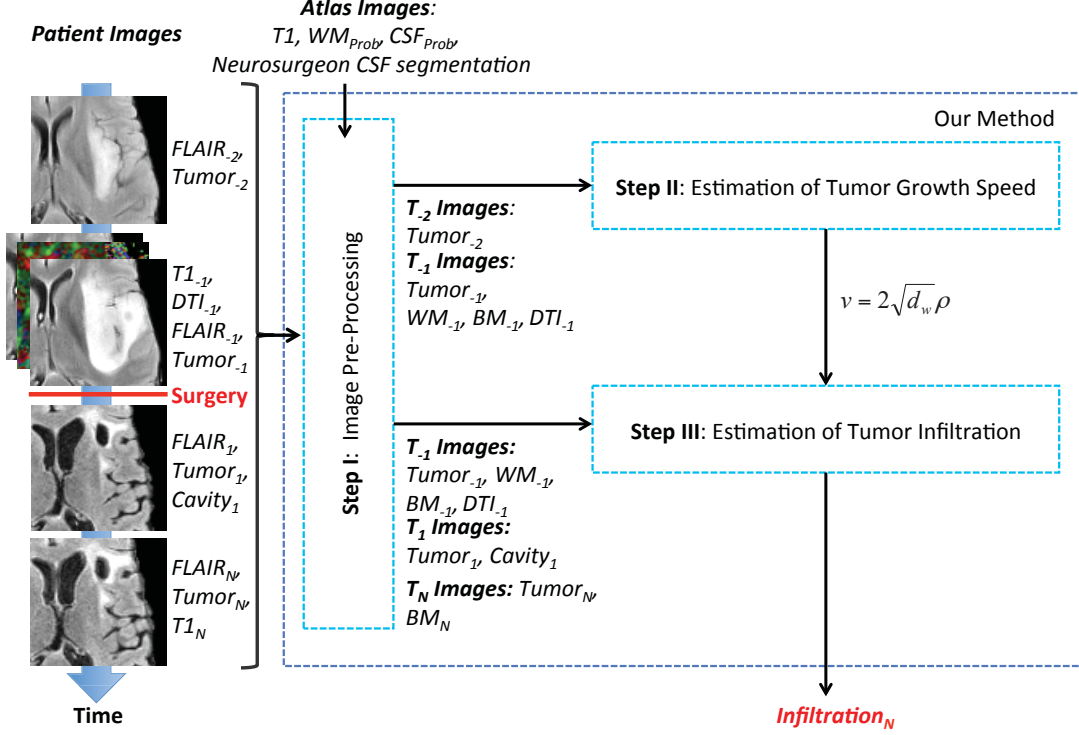 Patient Images
Atlas Images:
T1, WM_Prob, CSF_Prob,
Neurosurgeon CSF segmentation
FLAIR_-2,
Tumor_-2
T1_-1,
DTI_-1,
FLAIR_-1,
Tumor_-1
Surgery
FLAIR_1,
Tumor_1,
Cavity_1
FLAIR_N,
Tumor_N,
T1_N
Time
Our Method
Step I: Image Pre-Processing
T_-2 Images:
Tumor_-2
T_-1 Images:
Tumor_-1,
WM_-1, BM_-1, DTI_-1
Step II: Estimation of Tumor Growth Speed
v = 2√d_w ρ
T_-1 Images:
Tumor_-1, WM_-1,
BM_-1, DTI_-1
T_1 Images:
Tumor_1, Cavity_1
T_N Images: Tumor_N,
BM_N
Step III: Estimation of Tumor Infiltration
Infiltration_N